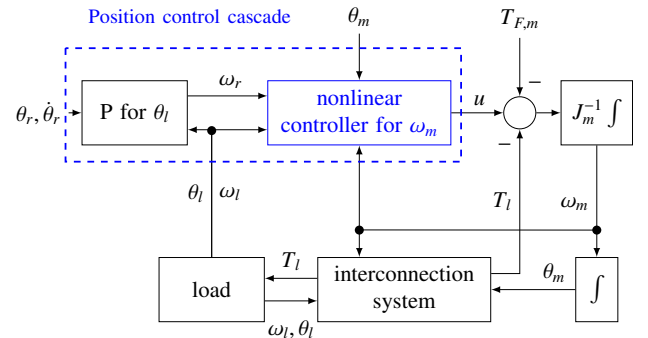 Position control cascade
θ_m
T_{F,m}
ω_r
P for θ_l
nonlinear
controller for ω_m
u
−
J_m^{-1} ∫
θ_r, θ̇_r
−
θ_l
ω_l
T_l
ω_m
load
T_l
interconnection
system
θ_m
∫
ω_l, θ_l